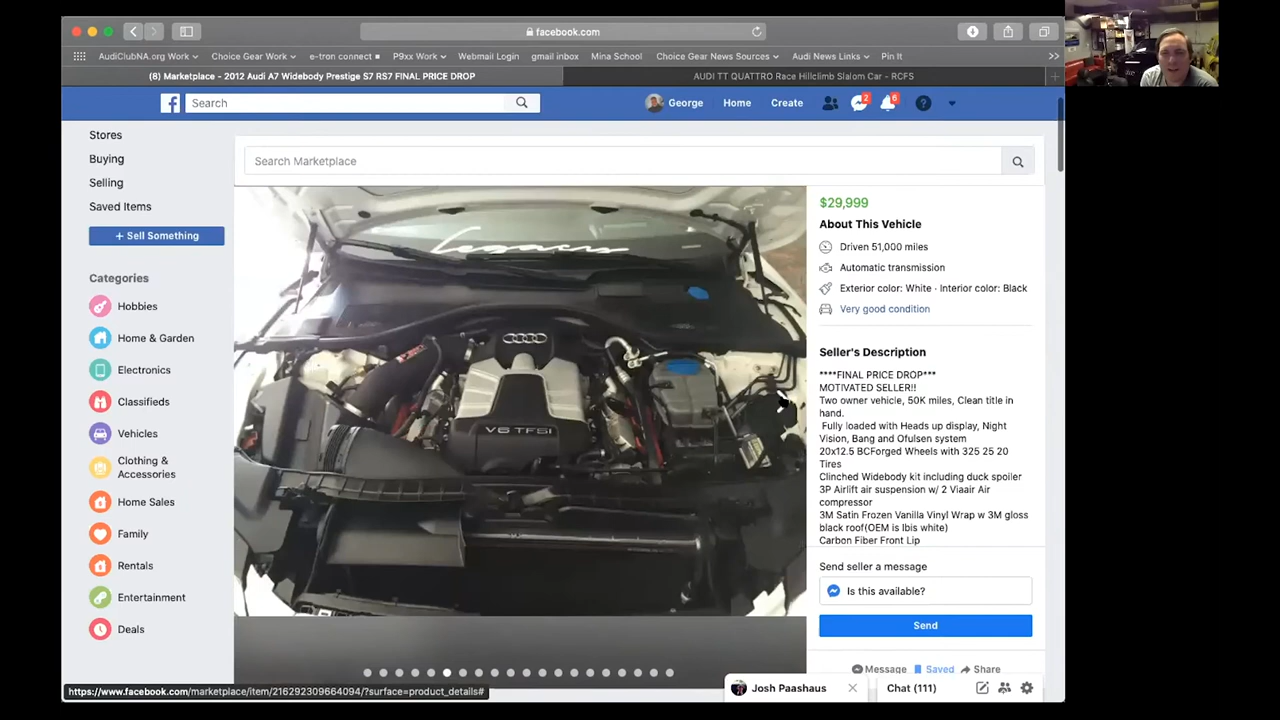 facebook.com
AudiClubNA.org Work
Choice Gear Work
e-tron connect
P9xx Work
Webmail Login
gmail inbox
Mina School
Choice Gear News Sources
Audi News Links
Pin It
(8) Marketplace - 2012 Audi A7 Widebody Prestige S7 RS7 FINAL PRICE DROP
AUDI TT QUATTRO Race Hillclimb Slalom Car - RCFS
Search
George
Home
Create
2
6
Stores
Buying
Selling
Saved Items
+ Sell Something
Categories
Hobbies
Home & Garden
Electronics
Classifieds
Vehicles
Clothing &
Accessories
Home Sales
Family
Rentals
Entertainment
Deals
Search Marketplace
Legacy
V6 TFSI
$29,999
About This Vehicle
Driven 51,000 miles
Automatic transmission
Exterior color: White · Interior color: Black
Very good condition
Seller's Description
****FINAL PRICE DROP***
MOTIVATED SELLER!!
Two owner vehicle, 50K miles, Clean title in
hand.
Fully loaded with Heads up display, Night
Vision, Bang and Ofulsen system
20x12.5 BCForged Wheels with 325 25 20
Tires
Clinched Widebody kit including duck spoiler
3P Airlift air suspension w/ 2 Viaair Air
compressor
3M Satin Frozen Vanilla Vinyl Wrap w 3M gloss
black roof(OEM is Ibis white)
Carbon Fiber Front Lip
Send seller a message
Is this available?
Send
Message
Saved
Share
Josh Paashaus
Chat (111)
https://www.facebook.com/marketplace/item/216292309664094/?surface=product_details#